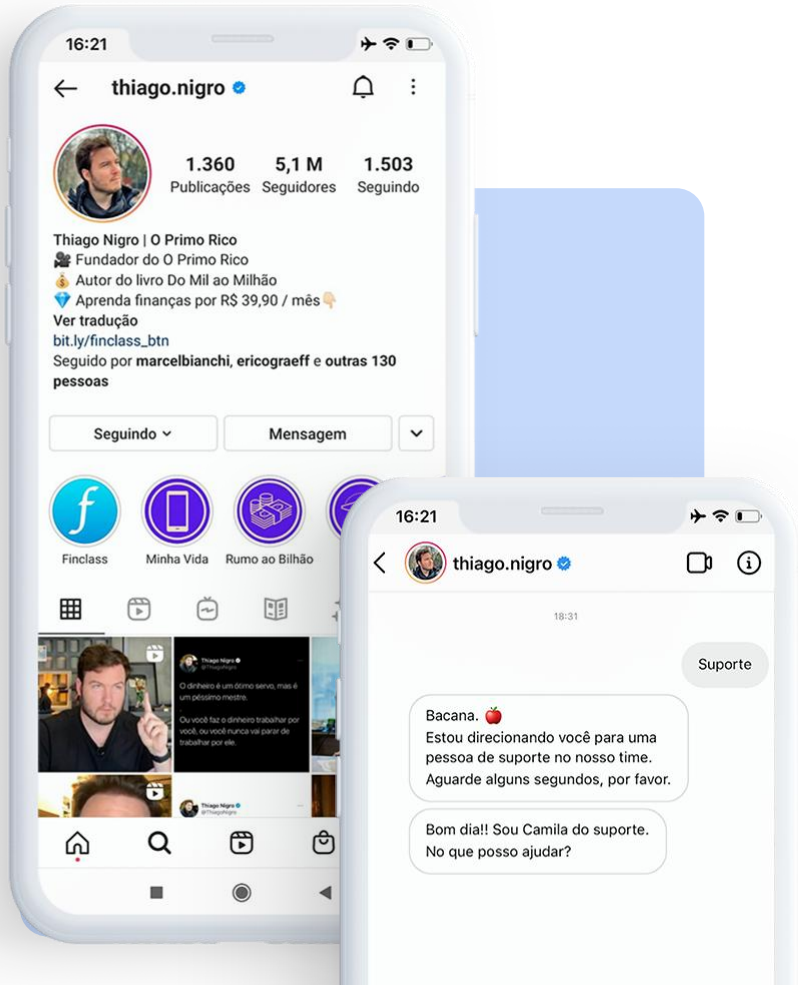 16:21
thiago.nigro
1.360
5,1 M
1.503
Publicações
Seguidores
Seguindo
Thiago Nigro | O Primo Rico
🎥 Fundador do O Primo Rico
💰 Autor do livro Do Mil ao Milhão
💎 Aprenda finanças por R$ 39,90 / mês👇🏻
Ver tradução
bit.ly/finclass_btn
Seguido por marcelbianchi, ericograeff e outras 130
pessoas
Seguindo
Mensagem
f
Finclass
Minha Vida
Rumo ao Bilhão
Thiago Nigro
@ThiagoNigro
O dinheiro é um ótimo servo, mas é
um péssimo mestre.
Ou você faz o dinheiro trabalhar por
você, ou você nunca vai parar de
trabalhar por ele.
Thiago Nigro
@ThiagoNigro
16:21
thiago.nigro
18:31
Suporte
Bacana. 🍎
Estou direcionando você para uma
pessoa de suporte no nosso time.
Aguarde alguns segundos, por favor.
Bom dia!! Sou Camila do suporte.
No que posso ajudar?